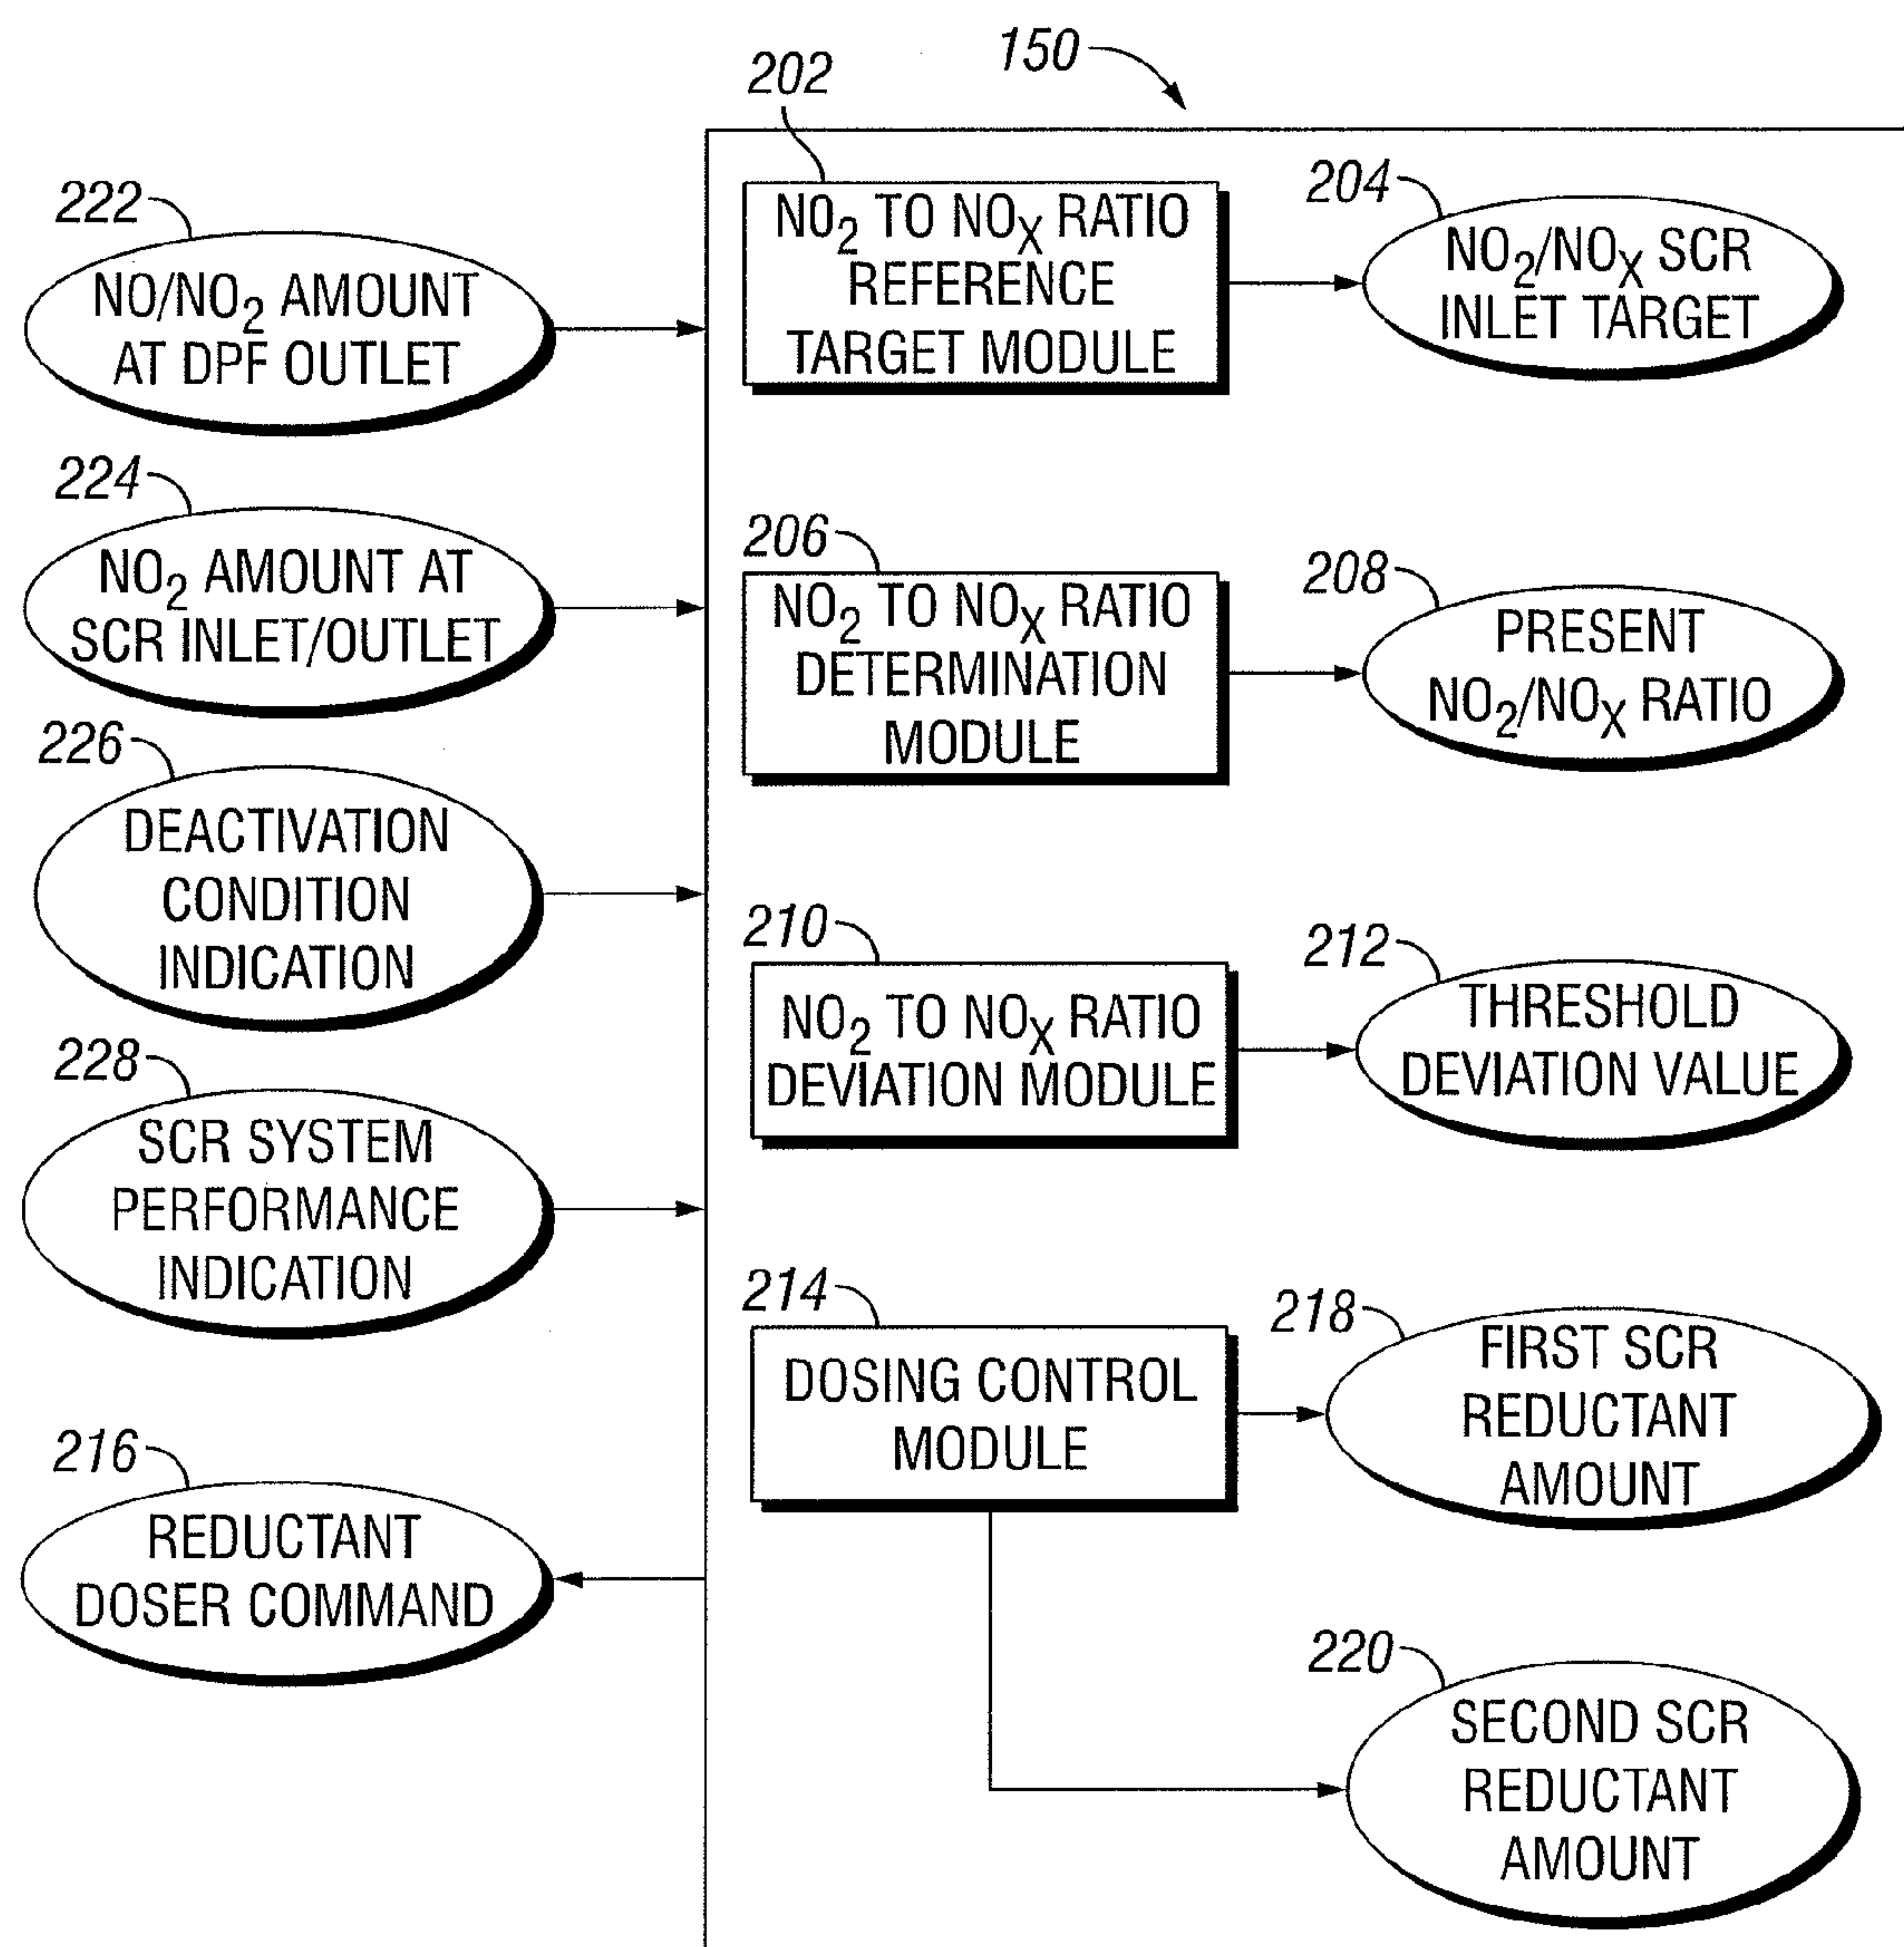 150
202
NO2 TO NOX RATIO
REFERENCE
TARGET MODULE
204
NO2/NOX SCR
INLET TARGET
222
NO/NO2 AMOUNT
AT DPF OUTLET
224
NO2 AMOUNT AT
SCR INLET/OUTLET
206
NO2 TO NOX RATIO
DETERMINATION
MODULE
208
PRESENT
NO2/NOX RATIO
226
DEACTIVATION
CONDITION
INDICATION
210
NO2 TO NOX RATIO
DEVIATION MODULE
212
THRESHOLD
DEVIATION VALUE
228
SCR SYSTEM
PERFORMANCE
INDICATION
214
DOSING CONTROL
MODULE
218
FIRST SCR
REDUCTANT
AMOUNT
216
REDUCTANT
DOSER COMMAND
220
SECOND SCR
REDUCTANT
AMOUNT